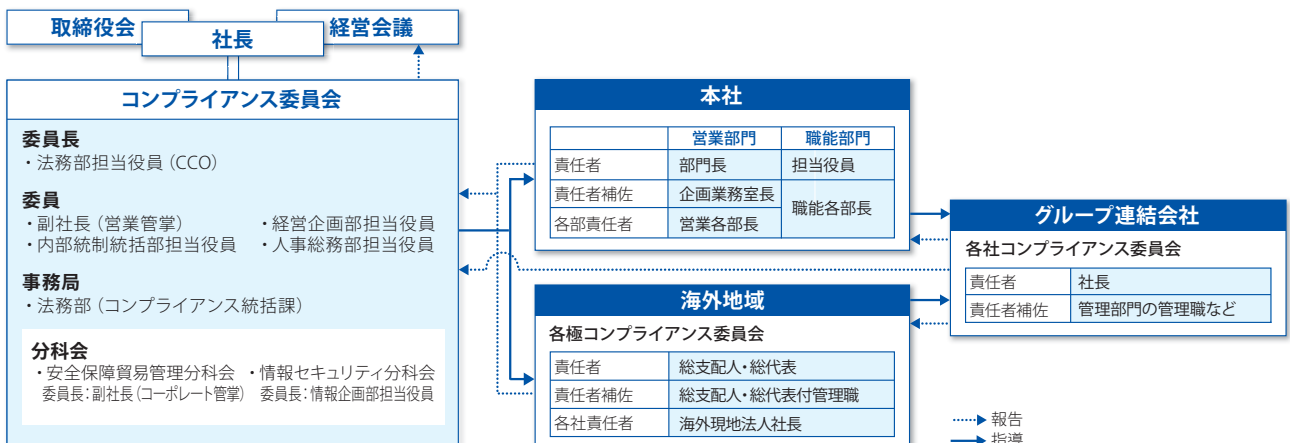 取締役会
社長
経営会議
コンプライアンス委員会
委員長
・法務部担当役員（CCO）
委員
・副社長（営業管掌） ・経営企画部担当役員
・内部統制統括部担当役員 ・人事総務部担当役員
事務局
・法務部（コンプライアンス統括課）
分科会
・安全保障貿易管理分科会 ・情報セキュリティ分科会
委員長：副社長（コーポレート管掌） 委員長：情報企画部担当役員
本社
営業部門 職能部門
責任者 部門長 担当役員
責任者補佐 企画業務室長 職能各部長
各部責任者 営業各部長
海外地域
各極コンプライアンス委員会
責任者 総支配人・総代表
責任者補佐 総支配人・総代表付管理職
各社責任者 海外現地法人社長
グループ連結会社
各社コンプライアンス委員会
責任者 社長
責任者補佐 管理部門の管理職など
報告
指導